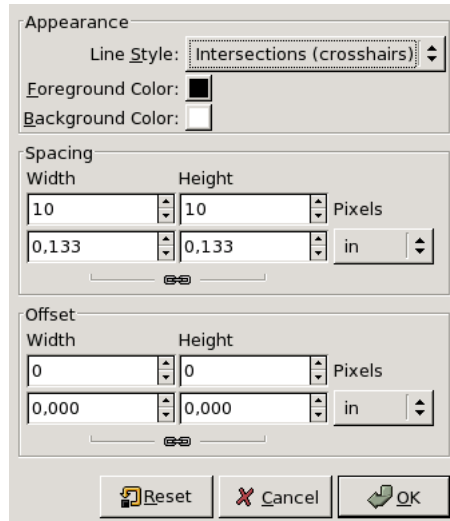 Appearance
Line Style: Intersections (crosshairs)
Foreground Color:
Background Color:
Spacing
Width Height
10 10 Pixels
0,133 0,133 in
Offset
Width Height
0 0 Pixels
0,000 0,000 in
Reset Cancel OK